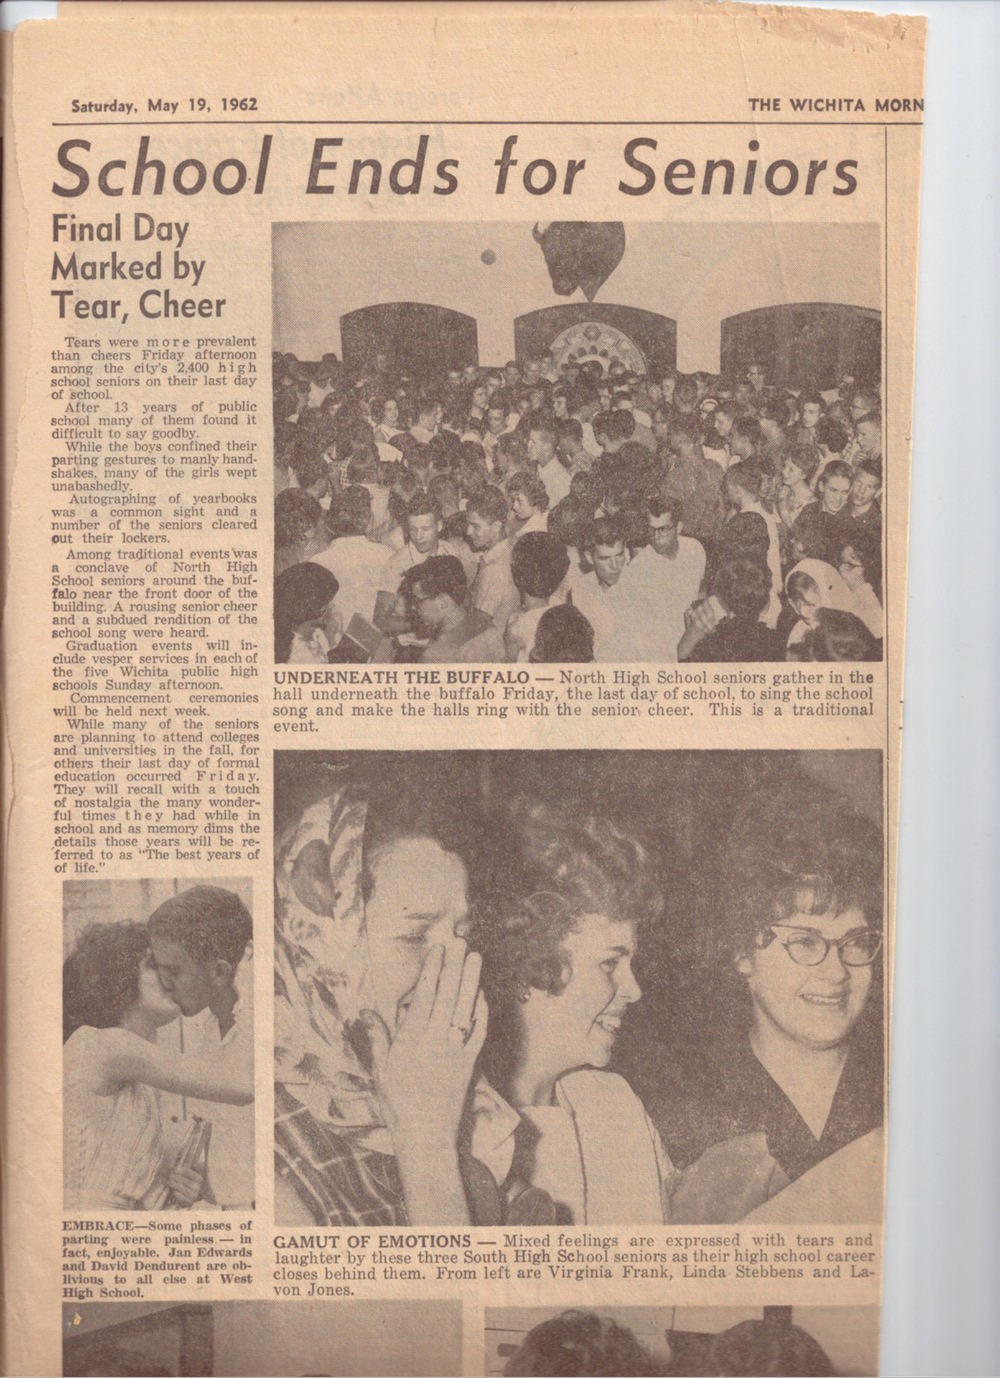 Saturday, May 19, 1962
THE WICHITA MORN
School Ends for Seniors
Final Day
Marked by
Tear, Cheer
Tears were more prevalent
than cheers Friday afternoon
among the city's 2,400 high
school seniors on their last day
of school.
After 13 years of public
school many of them found it
difficult to say goodby.
While the boys confined their
parting gestures to manly hand-
shakes, many of the girls wept
unabashedly.
Autographing of yearbooks
was a common sight and a
number of the seniors cleared
out their lockers.
Among traditional events was
a conclave of North High
School seniors around the buf-
falo near the front door of the
building. A rousing senior cheer
and a subdued rendition of the
school song were heard.
Graduation events will in-
clude vesper services in each of
the five Wichita public high
schools Sunday afternoon.
Commencement ceremonies
will be held next week.
While many of the seniors
are planning to attend colleges
and universities in the fall, for
others their last day of formal
education occurred Friday.
They will recall with a touch
of nostalgia the many wonder-
ful times they had while in
school and as memory dims the
details those years will be re-
ferred to as "The best years of
of life."
UNDERNEATH THE BUFFALO — North High School seniors gather in the
hall underneath the buffalo Friday, the last day of school, to sing the school
song and make the halls ring with the senior cheer. This is a traditional
event.
EMBRACE—Some phases of
parting were painless — in
fact, enjoyable. Jan Edwards
and David Dendurent are ob-
livious to all else at West
High School.
GAMUT OF EMOTIONS — Mixed feelings are expressed with tears and
laughter by these three South High School seniors as their high school career
closes behind them. From left are Virginia Frank, Linda Stebbens and La-
von Jones.